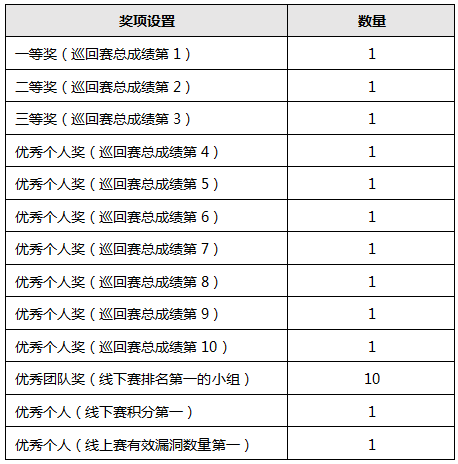 奖项设置 数量
一等奖（巡回赛总成绩第 1） 1
二等奖（巡回赛总成绩第 2） 1
三等奖（巡回赛总成绩第 3） 1
优秀个人奖（巡回赛总成绩第 4） 1
优秀个人奖（巡回赛总成绩第 5） 1
优秀个人奖（巡回赛总成绩第 6） 1
优秀个人奖（巡回赛总成绩第 7） 1
优秀个人奖（巡回赛总成绩第 8） 1
优秀个人奖（巡回赛总成绩第 9） 1
优秀个人奖（巡回赛总成绩第 10） 1
优秀团队奖（线下赛排名第一的小组） 10
优秀个人（线下赛积分第一） 1
优秀个人（线上赛有效漏洞数量第一） 1